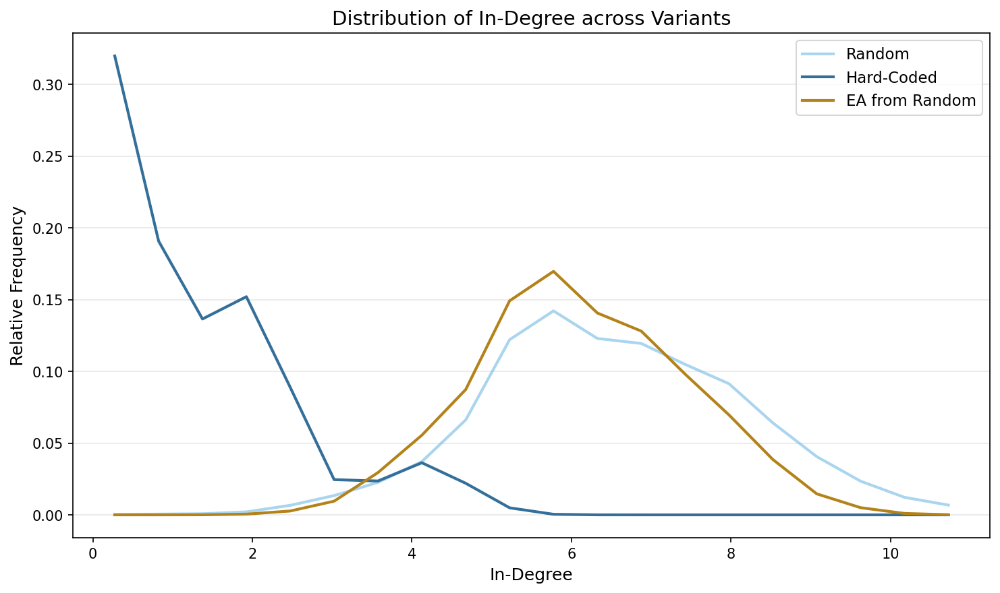 Distribution of In-Degree across Variants
Random
Hard-Coded
EA from Random
0.30
0.25
0.20
0.15
0.10
0.05
0.00
Relative Frequency
0
2
4
6
8
10
In-Degree